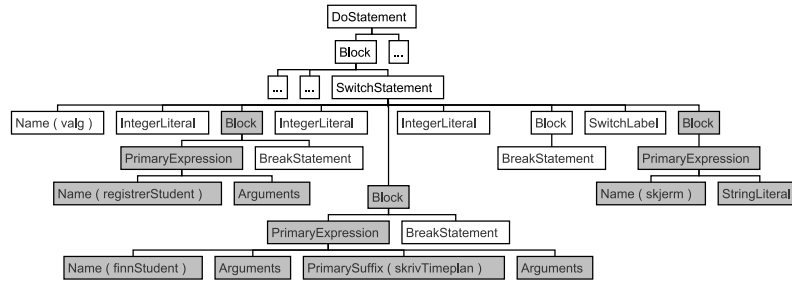 DoStatement
Block ...
... ... SwitchStatement
Name ( valg ) IntegerLiteral Block IntegerLiteral IntegerLiteral Block SwitchLabel Block
PrimaryExpression BreakStatement BreakStatement PrimaryExpression
Name ( registrerStudent ) Arguments Block Name ( skjerm ) StringLiteral
PrimaryExpression BreakStatement
Name ( finnStudent ) Arguments PrimarySuffix ( skrivTimeplan ) Arguments